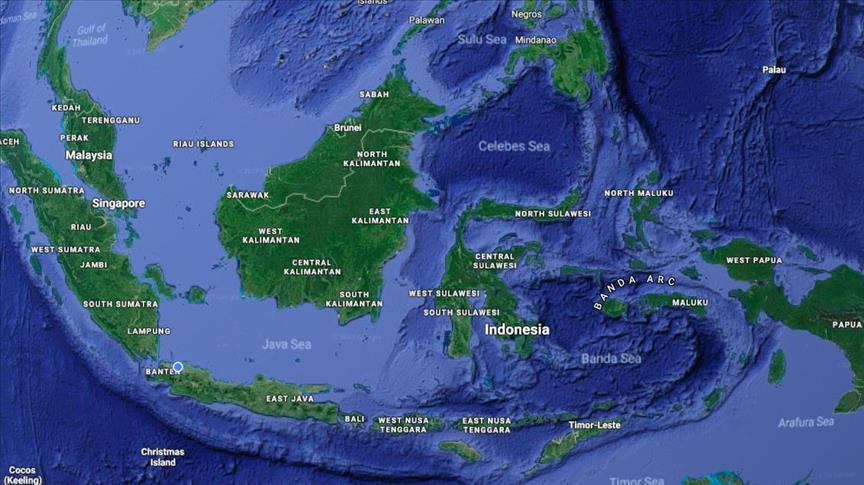 daman Sea
Gulf of
Thailand
Islands
Palawan
Negros
Sulu Sea
Mindanao
Palau
SABAH
KEDAH
TERENGGANU
Brunei
ACEH
PERAK
RIAU ISLANDS
Malaysia
Celebes Sea
NORTH
KALIMANTAN
NORTH SUMATRA
SARAWAK
NORTH MALUKU
Singapore
EAST
KALIMANTAN
NORTH SULAWESI
RIAU
WEST
KALIMANTAN
WEST SUMATRA
JAMBI
CENTRAL
KALIMANTAN
CENTRAL
SULAWESI
WEST PAPUA
BANDA ARC
SOUTH
KALIMANTAN
WEST SULAWESI
MALUKU
SOUTH SUMATRA
SOUTH SULAWESI
LAMPUNG
Indonesia
PAPUA
Java Sea
Banda Sea
BANTEN
EAST JAVA
BALI
WEST NUSA
TENGGARA
EAST NUSA
TENGGARA
Timor-Leste
Arafura Sea
Christmas
Island
Cocos
(Keeling)
Timor Sea